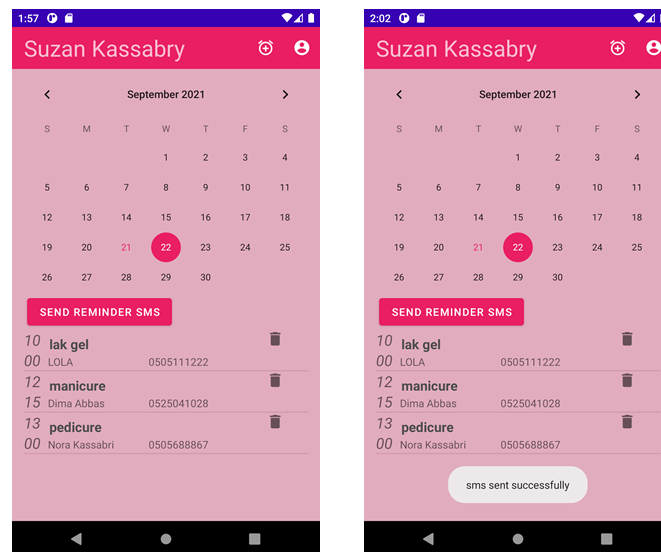 1:57
Suzan Kassabry
September 2021
S M T W T F S
1 2 3 4
5 6 7 8 9 10 11
12 13 14 15 16 17 18
19 20 21 22 23 24 25
26 27 28 29 30
SEND REMINDER SMS
10 lak gel
00 LOLA 0505111222
12 manicure
15 Dima Abbas 0525041028
13 pedicure
00 Nora Kassabri 0505688867
2:02
Suzan Kassabry
September 2021
S M T W T F S
1 2 3 4
5 6 7 8 9 10 11
12 13 14 15 16 17 18
19 20 21 22 23 24 25
26 27 28 29 30
SEND REMINDER SMS
10 lak gel
00 LOLA 0505111222
12 manicure
15 Dima Abbas 0525041028
13 pedicure
00 Nora Kassabri 0505688867
sms sent successfully